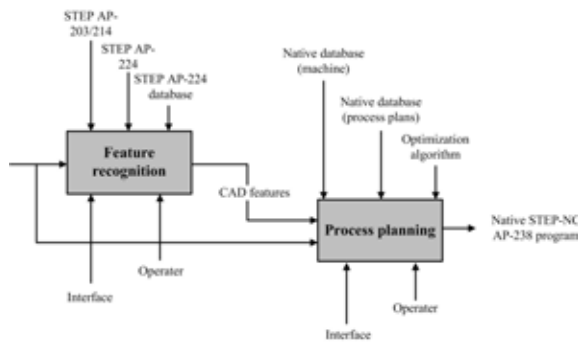 STEP AP-
203/214
STEP AP-
224
STEP AP-224
database
Feature
recognition
CAD features
Interface
Operater
Native database
(machine)
Native database
(process plans)
Optimization
algorithm
Process planning
Native STEP-NC
AP-238 program
Interface
Operater